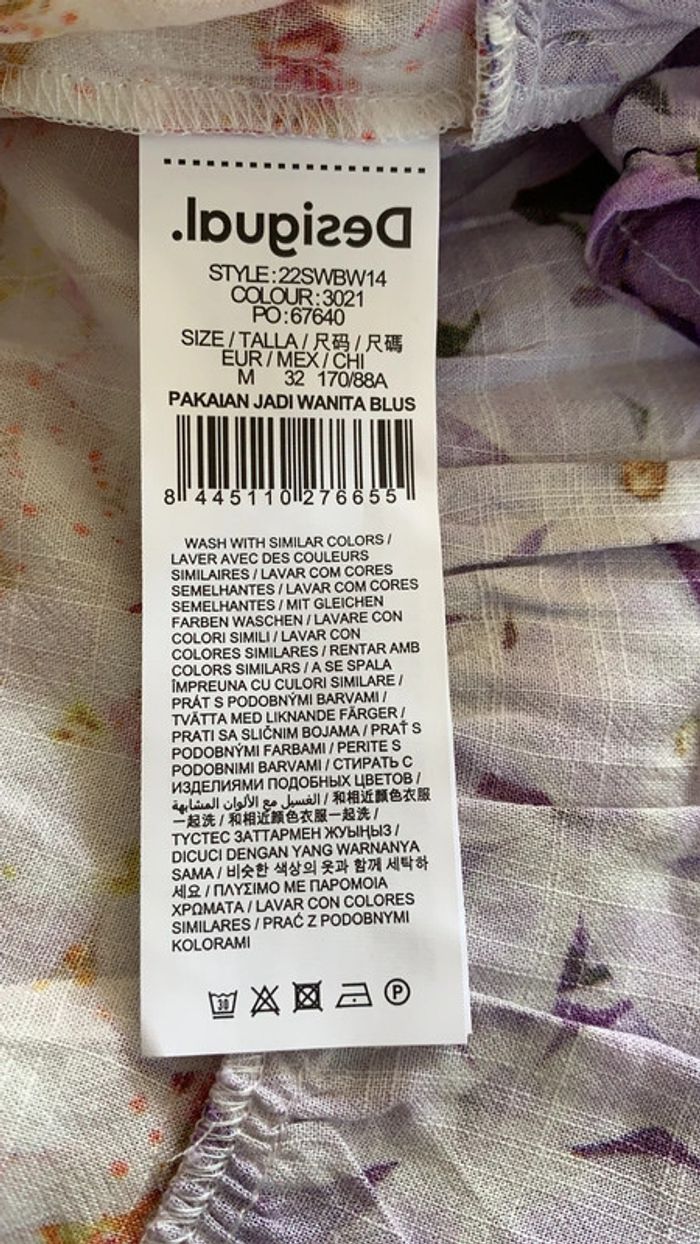 Desigual.
STYLE:22SWBW14
COLOUR:3021
PO:67640
SIZE / TALLA / 尺码 / 尺碼
EUR / MEX / CHI
M 32 170/88A
PAKAIAN JADI WANITA BLUS
8 445110 276655
WASH WITH SIMILAR COLORS /
LAVER AVEC DES COULEURS
SIMILAIRES / LAVAR COM CORES
SEMELHANTES / LAVAR COM CORES
SEMELHANTES / MIT GLEICHEN
FARBEN WASCHEN / LAVARE CON
COLORI SIMILI / LAVAR CON
COLORES SIMILARES / RENTAR AMB
COLORS SIMILARS / A SE SPALA
ÎMPREUNA CU CULORI SIMILARE /
PRÁT S PODOBNÝMI BARVAMI /
TVÄTTA MED LIKNANDE FÄRGER /
PRATI SA SLIČNIM BOJAMA / PRAŤ S
PODOBNÝMI FARBAMI / PERITE S
PODOBNIMI BARVAMI / СТИРАТЬ С
ИЗДЕЛИЯМИ ПОДОБНЫХ ЦВЕТОВ /
الغسيل مع الألوان المشابهة / 和相近顏色衣服
一起洗 / 和相近颜色衣服一起洗 /
ТҮСТЕС ЗАТТАРМЕН ЖУЫҢЫЗ /
DICUCI DENGAN YANG WARNANYA
SAMA / 비슷한 색상의 옷과 함께 세탁하
세요 / ΠΛΥΣΙΜΟ ΜΕ ΠΑΡΟΜΟΙΑ
ΧΡΩΜΑΤΑ / LAVAR CON COLORES
SIMILARES / PRAĆ Z PODOBNYMI
KOLORAMI
30 P